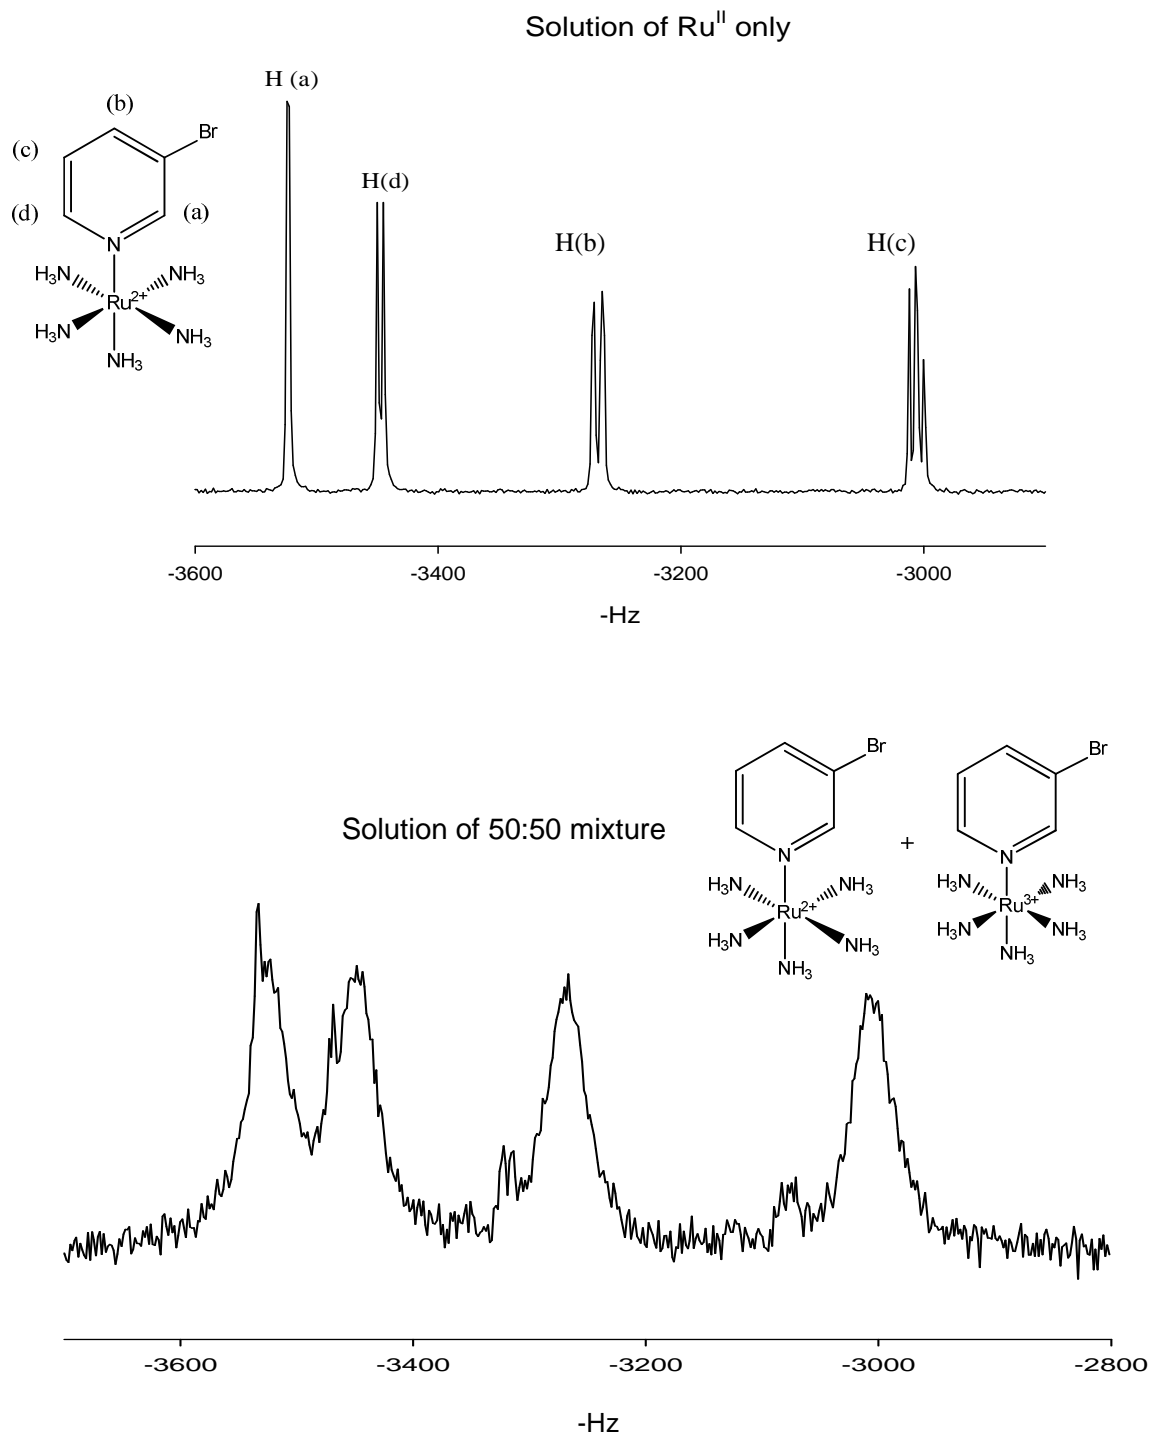 Solution of Ru^II only
H (a)
(b)
Br
(c)
H(d)
(d)
(a)
N
H(b)
H(c)
H3N
NH3
Ru2+
H3N
NH3
NH3
-3600 -3400 -3200 -3000
-Hz
Br
Br
Solution of 50:50 mixture
+
N
N
H3N
NH3
H3N
NH3
Ru2+
Ru3+
H3N
NH3
H3N
NH3
NH3
NH3
-3600 -3400 -3200 -3000 -2800
-Hz